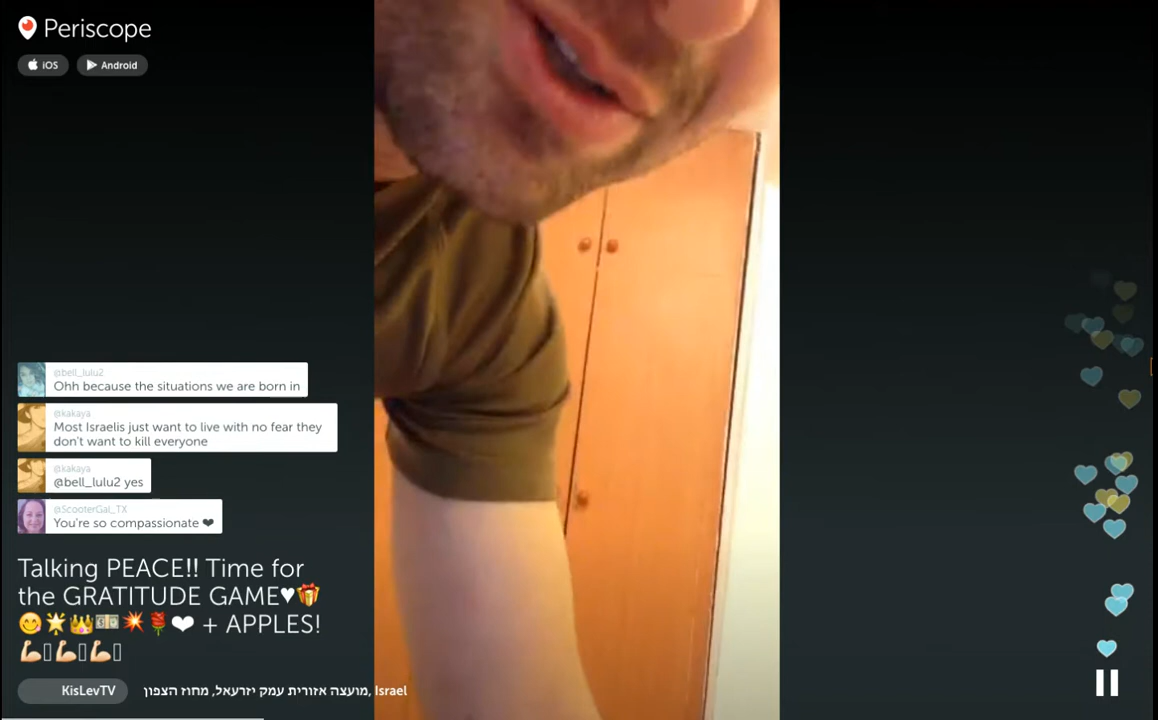 Periscope
iOS
Android
@bell_lulu2
Ohh because the situations we are born in
@kakaya
Most Israelis just want to live with no fear they
don't want to kill everyone
@kakaya
@bell_lulu2 yes
@ScooterGal_TX
You're so compassionate ❤
Talking PEACE!! Time for
the GRATITUDE GAME♥🎁
😋🌟👑💵💥🌹❤ + APPLES!
💪🏻▯💪🏻▯💪🏻▯
KisLevTV
מועצה אזורית עמק יזרעאל, מחוז הצפון, Israel